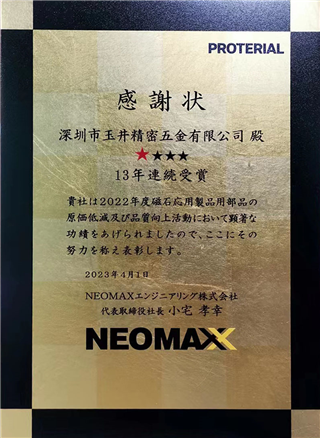 PROTERIAL
感謝状
深圳市玉井精密五金有限公司 殿
★★★★
13年連続受賞
貴社は2022年度磁石応用製品用部品の
原価低減及び品質向上活動において顕著な
功績をあげられましたので、ここにその
努力を称え表彰します。
2023年4月1日
NEOMAXエンジニアリング株式会社
代表取締役社長 小宅 孝幸
NEOMAX